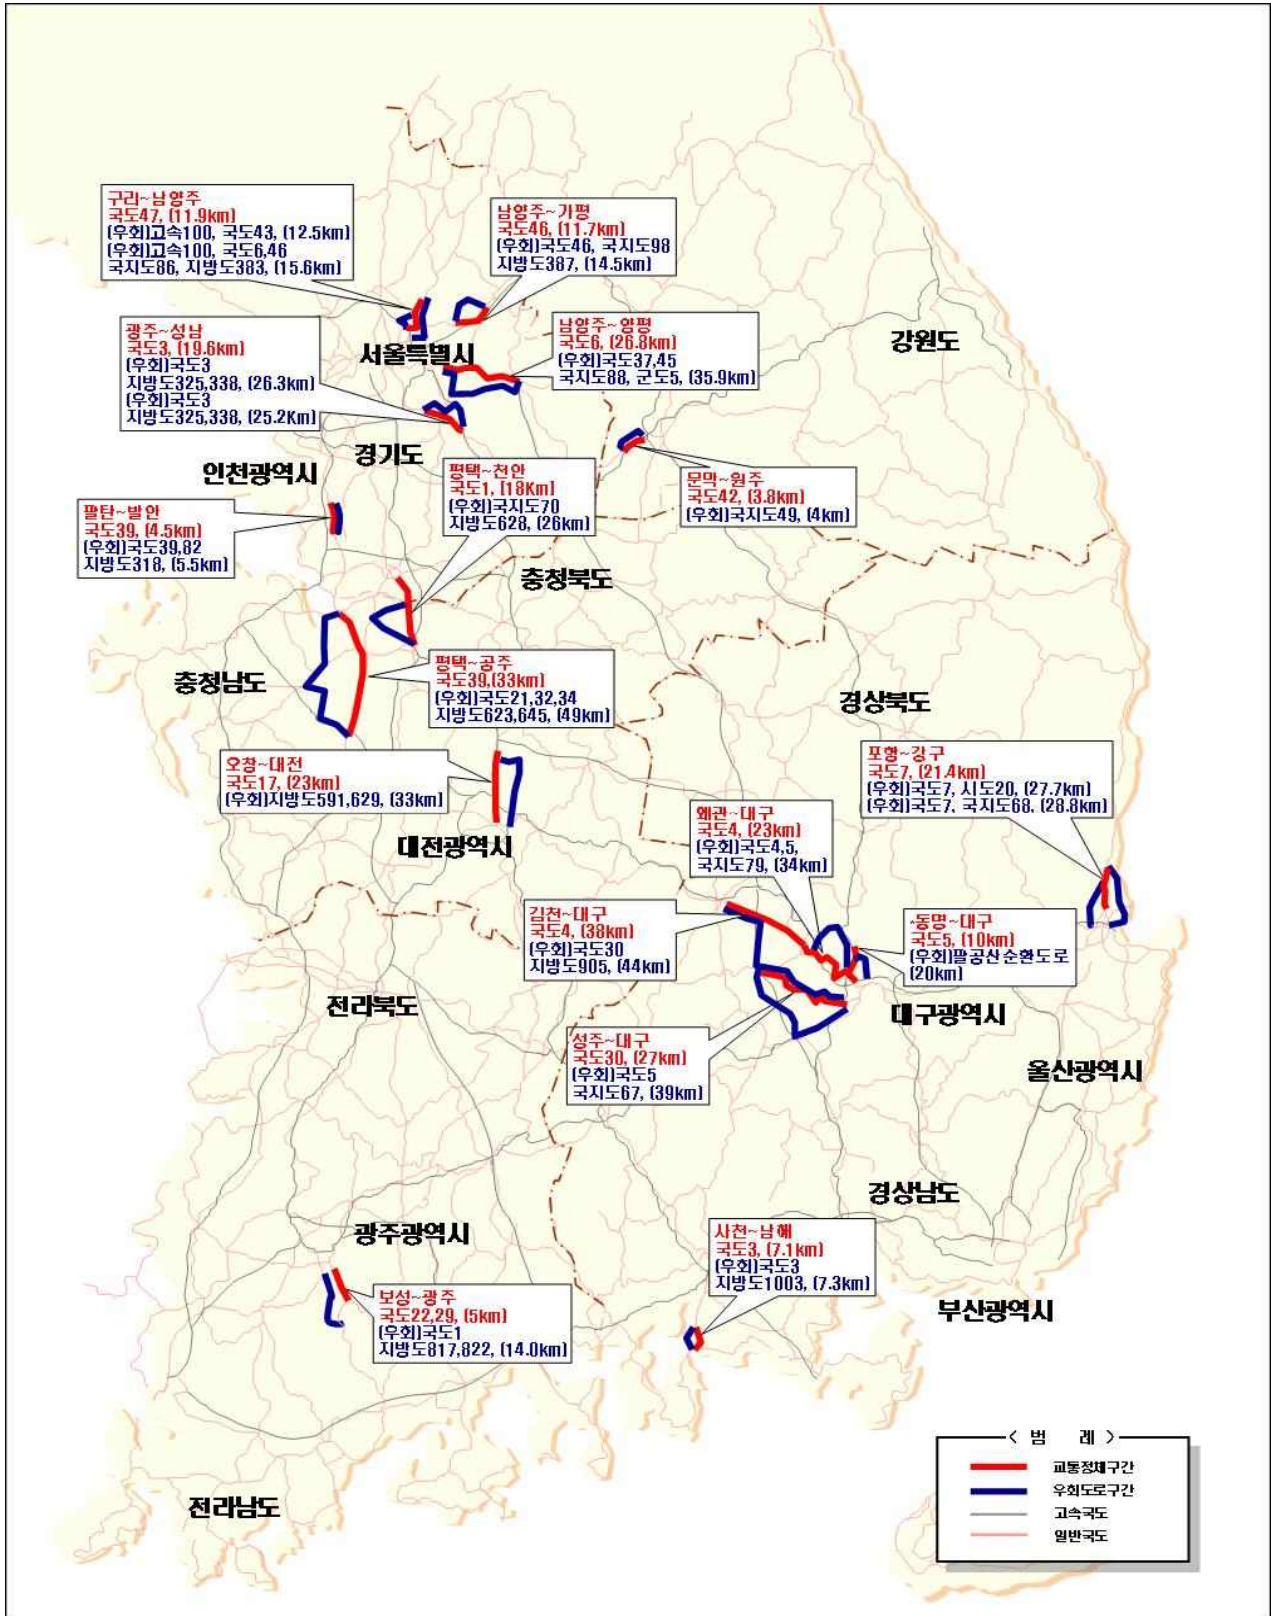 구리~남양주
국도47, (11.9km)
(우회)고속100, 국도43, (12.5km)
(우회)고속100, 국도6,46
국지도86, 지방도383, (15.6km)
남양주~가평
국도46, (11.7km)
(우회)국도46, 국지도98
지방도387, (14.5km)
광주~성남
국도3, (19.6km)
(우회)국도3
지방도325,338, (26.3km)
(우회)국도3
지방도325,338, (25.2Km)
서울특별시
남양주~양평
국도6, (26.8km)
(우회)국도37,45
국지도88, 군도5, (35.9km)
강원도
경기도
인천광역시
평택~천안
국도1, (18Km)
(우회)국지도70
지방도628, (26km)
문막~원주
국도42, (3.8km)
(우회)국지도49, (4km)
팔탄~발안
국도39, (4.5km)
(우회)국도39,82
지방도318, (5.5km)
충청북도
충청남도
평택~공주
국도39,(33km)
(우회)국도21,32,34
지방도623,645, (49km)
경상북도
오창~대전
국도17, (23km)
(우회)지방도591,629, (33km)
포항~강구
국도7, (21.4km)
(우회)국도7, 시도20, (27.7km)
(우회)국도7, 국지도68, (28.8km)
대전광역시
왜관~대구
국도4, (23km)
(우회)국도4,5,
국지도79, (34km)
김천~대구
국도4, (38km)
(우회)국도30
지방도905, (44km)
동명~대구
국도5, (10km)
(우회)팔공산순환도로
(20km)
전라북도
대구광역시
성주~대구
국도30, (27km)
(우회)국도5
국지도67, (39km)
울산광역시
경상남도
광주광역시
사천~남해
국도3, (7.1km)
(우회)국도3
지방도1003, (7.3km)
보성~광주
국도22,29, (5km)
(우회)국도1
지방도817,822, (14.0km)
부산광역시
전라남도
< 범 례 >
교통정체구간
우회도로구간
고속국도
일반국도